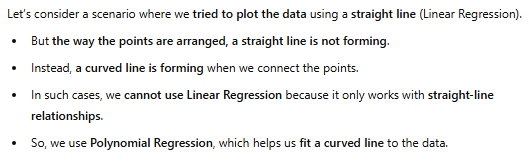 Let's consider a scenario where we tried to plot the data using a straight line (Linear Regression).
• But the way the points are arranged, a straight line is not forming.
• Instead, a curved line is forming when we connect the points.
• In such cases, we cannot use Linear Regression because it only works with straight-line
relationships.
• So, we use Polynomial Regression, which helps us fit a curved line to the data.